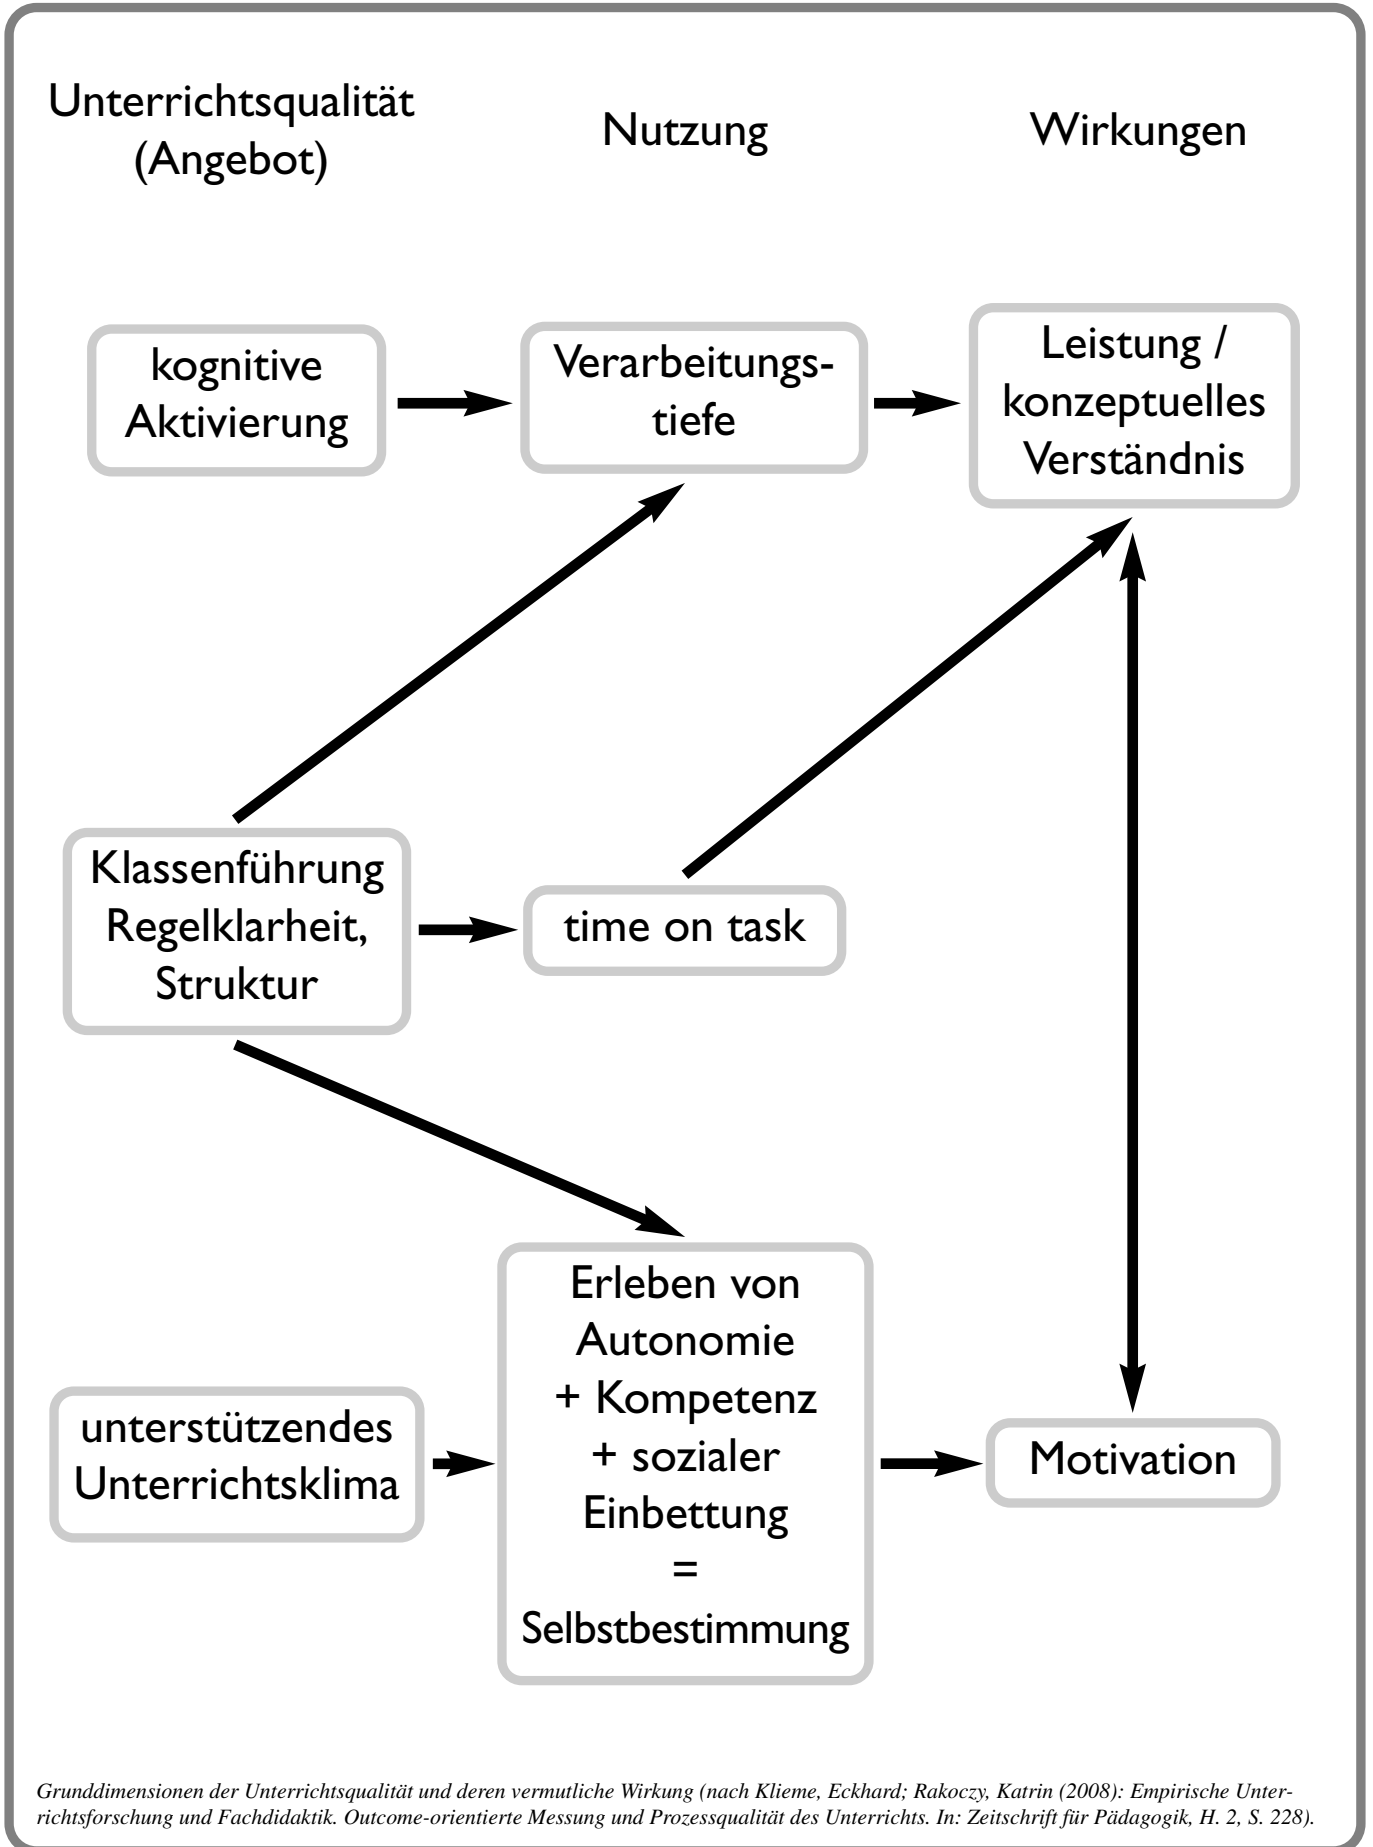 Unterrichtsqualität
(Angebot)
Nutzung
Wirkungen
kognitive
Aktivierung
Verarbeitungs-
tiefe
Leistung /
konzeptuelles
Verständnis
Klassenführung
Regelklarheit,
Struktur
time on task
unterstützendes
Unterrichtsklima
Erleben von
Autonomie
+ Kompetenz
+ sozialer
Einbettung
=
Selbstbestimmung
Motivation
Grunddimensionen der Unterrichtsqualität und deren vermutliche Wirkung (nach Klieme, Eckhard; Rakoczy, Katrin (2008): Empirische Unter-
richtsforschung und Fachdidaktik. Outcome-orientierte Messung und Prozessqualität des Unterrichts. In: Zeitschrift für Pädagogik, H. 2, S. 228).